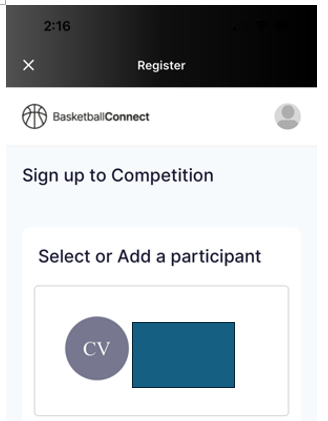 2:16
Register
BasketballConnect
Sign up to Competition
Select or Add a participant
CV